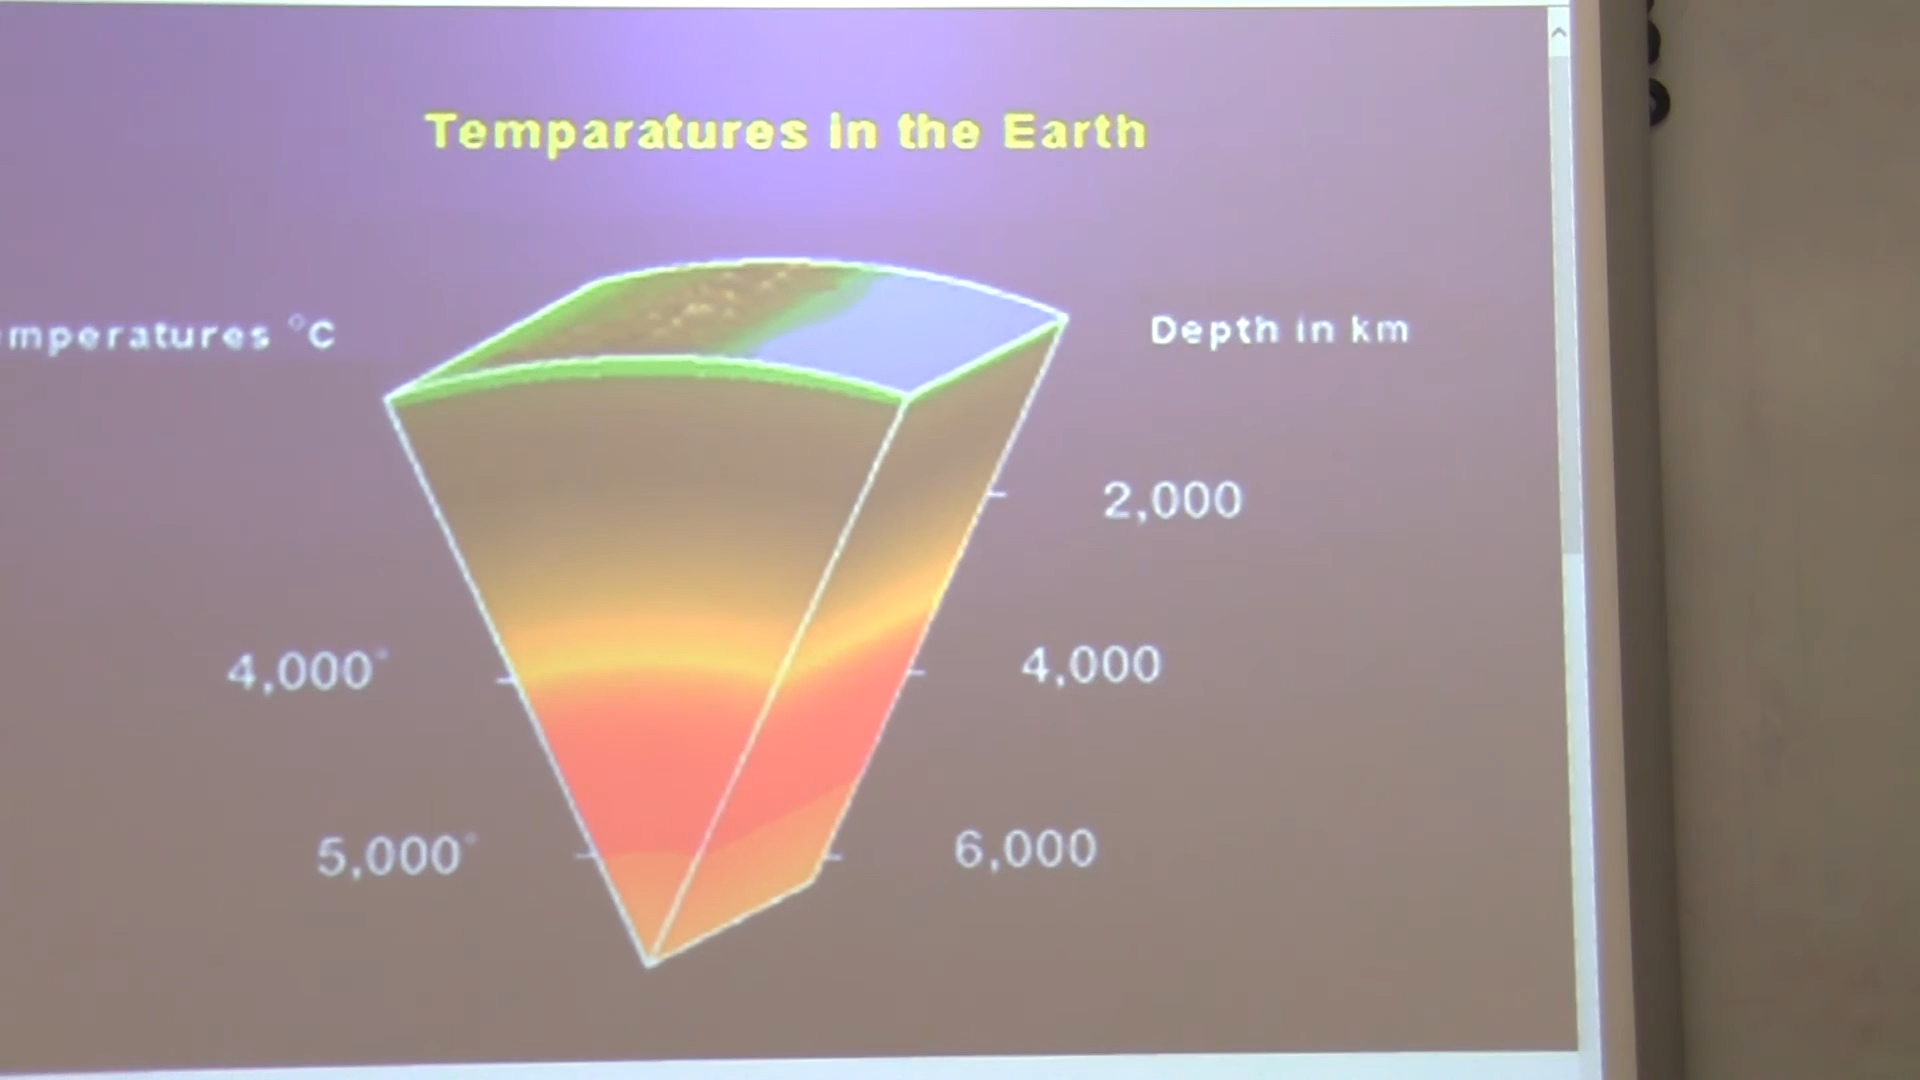 Temparatures in the Earth
mperatures °C
Depth in km
2,000
4,000°
4,000
5,000°
6,000